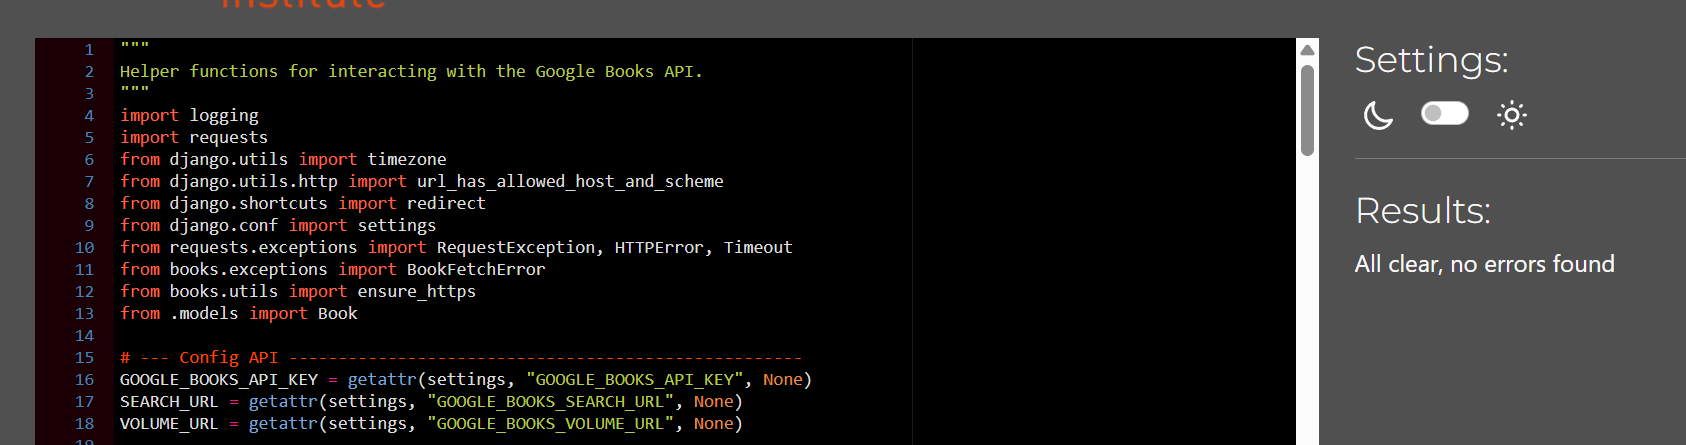 Institute
1 """
2 Helper functions for interacting with the Google Books API.
3 """
4 import logging
5 import requests
6 from django.utils import timezone
7 from django.utils.http import url_has_allowed_host_and_scheme
8 from django.shortcuts import redirect
9 from django.conf import settings
10 from requests.exceptions import RequestException, HTTPError, Timeout
11 from books.exceptions import BookFetchError
12 from books.utils import ensure_https
13 from .models import Book
14
15 # --- Config API ----------------------------------------------------
16 GOOGLE_BOOKS_API_KEY = getattr(settings, "GOOGLE_BOOKS_API_KEY", None)
17 SEARCH_URL = getattr(settings, "GOOGLE_BOOKS_SEARCH_URL", None)
18 VOLUME_URL = getattr(settings, "GOOGLE_BOOKS_VOLUME_URL", None)
19
Settings:
Results:
All clear, no errors found